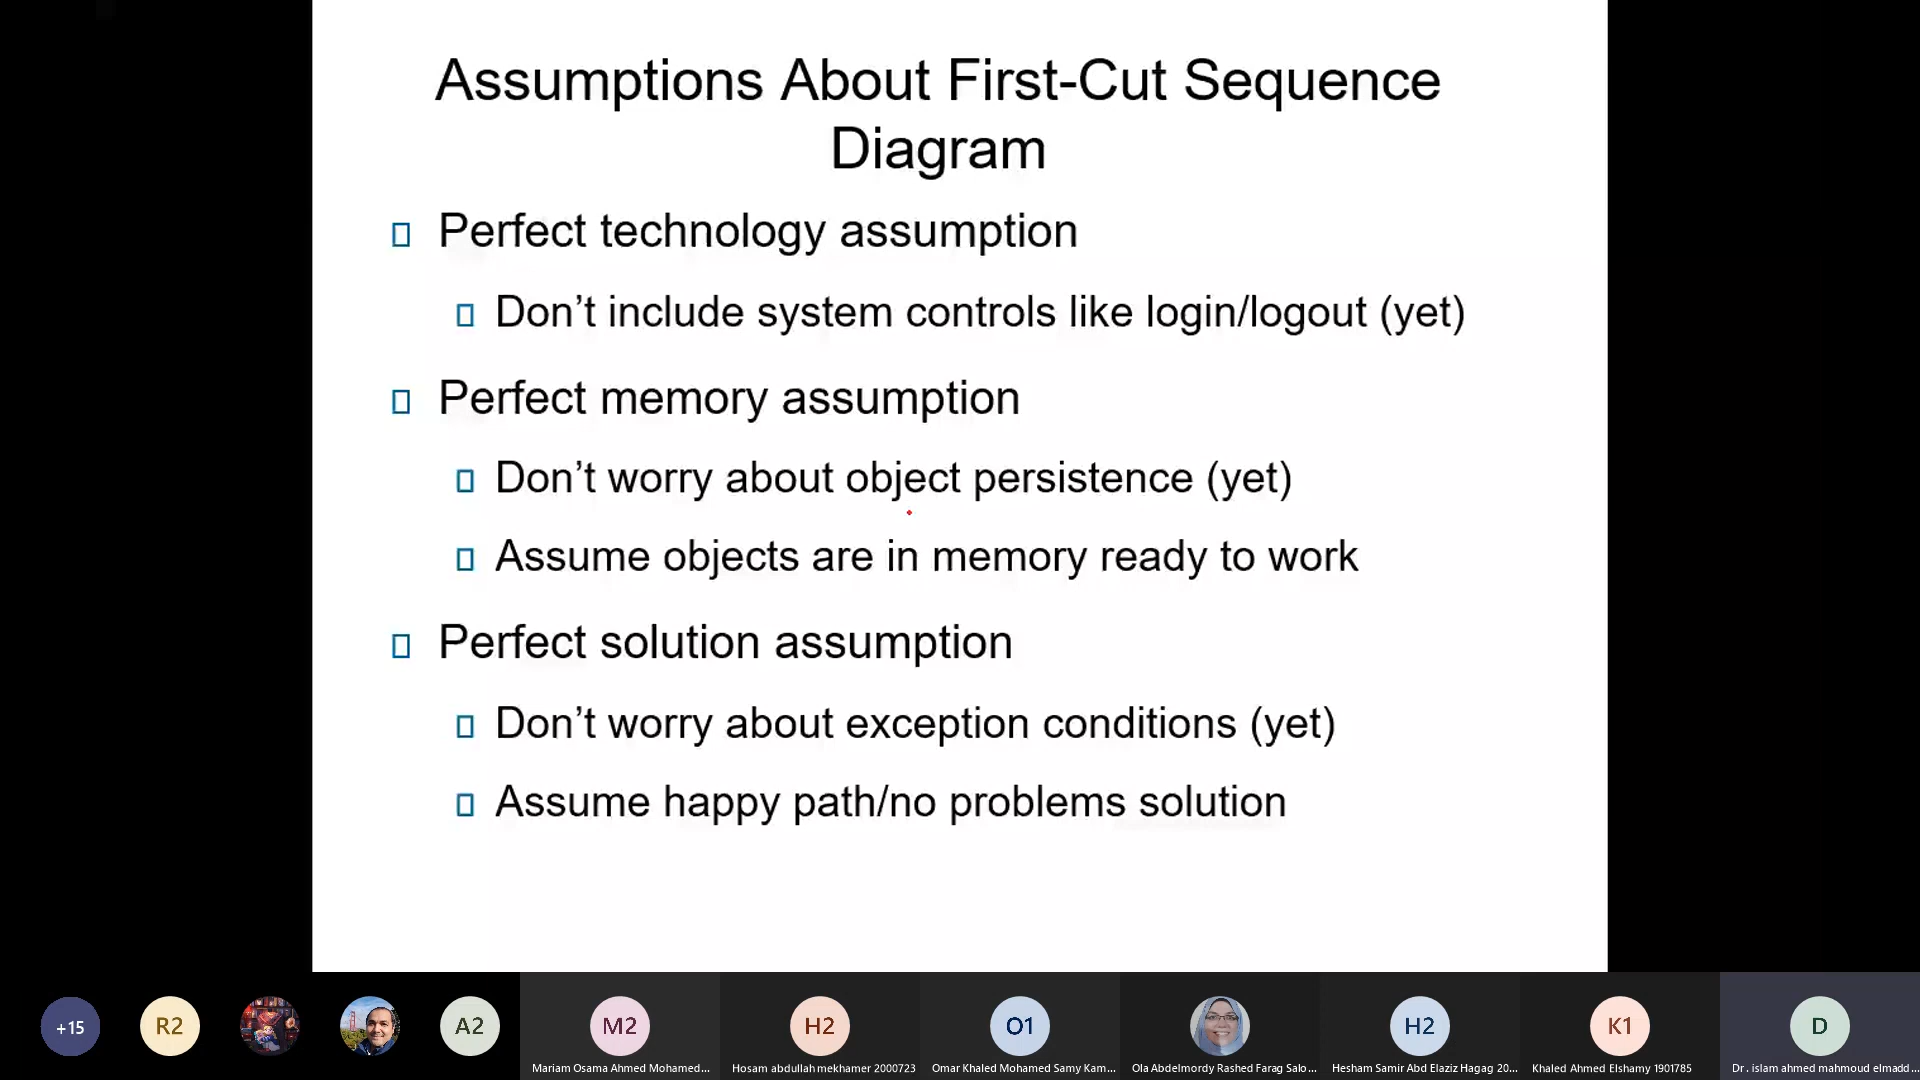 Assumptions About First-Cut Sequence
Diagram
Perfect technology assumption
Don't include system controls like login/logout (yet)
Perfect memory assumption
Don't worry about object persistence (yet)
Assume objects are in memory ready to work
Perfect solution assumption
Don't worry about exception conditions (yet)
Assume happy path/no problems solution
+15
R2
A2
M2
H2
O1
H2
K1
D
Mariam Osama Ahmed Mohamed...
Hosam abdullah mekhamer 2000723
Omar Khaled Mohamed Samy Kam...
Ola Abdelmordy Rashed Farag Salo...
Hesham Samir Abd Elaziz Hagag 20...
Khaled Ahmed Elshamy 1901785
Dr. islam ahmed mahmoud elmadd...